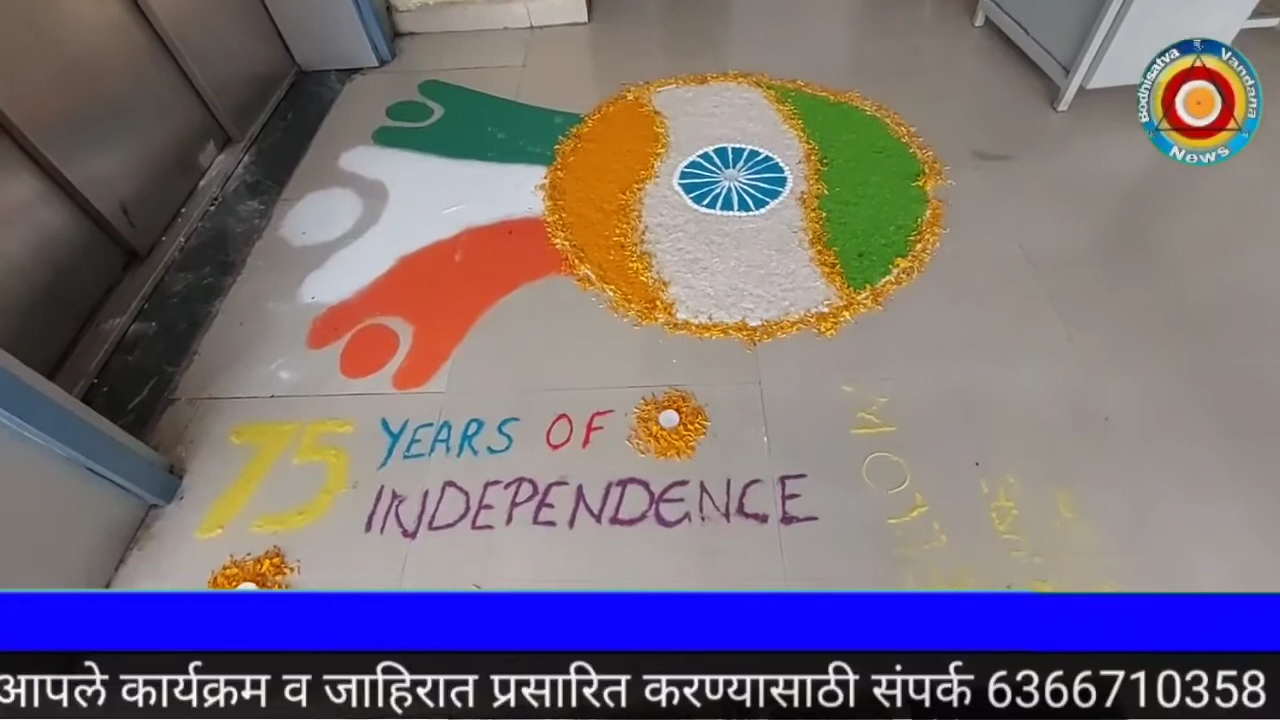 Bodhisatva Vandana
News
75 YEARS OF
INDEPENDENCE
आपले कार्यक्रम व जाहिरात प्रसारित करण्यासाठी संपर्क 6366710358